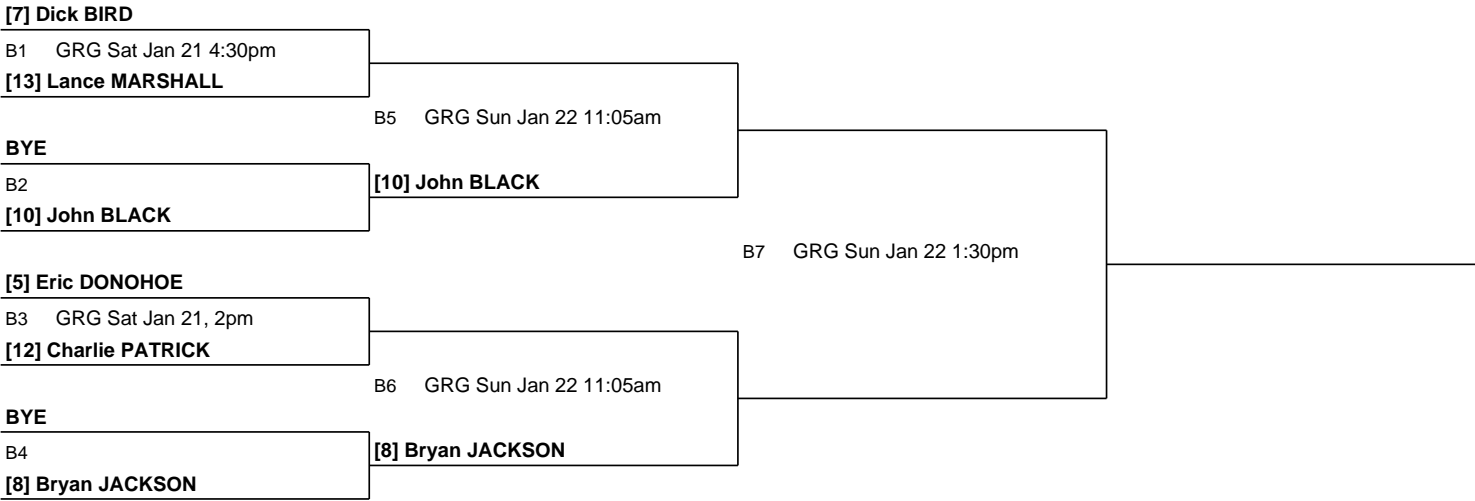 [7] Dick BIRD
B1 GRG Sat Jan 21 4:30pm
[13] Lance MARSHALL
B5 GRG Sun Jan 22 11:05am
BYE
B2
[10] John BLACK
[10] John BLACK
B7 GRG Sun Jan 22 1:30pm
[5] Eric DONOHOE
B3 GRG Sat Jan 21, 2pm
[12] Charlie PATRICK
B6 GRG Sun Jan 22 11:05am
BYE
B4
[8] Bryan JACKSON
[8] Bryan JACKSON